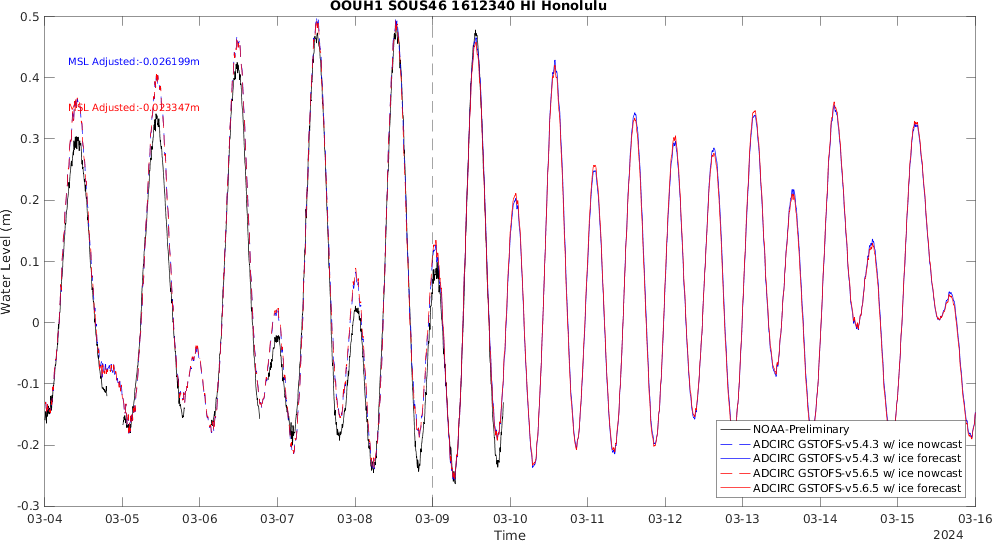 OOUH1 SOUS46 1612340 HI Honolulu
0.5
MSL Adjusted:-0.026199m
0.4
MSL Adjusted:-0.023347m
0.3
0.2
Water Level (m)
0.1
0
-0.1
NOAA-Preliminary
ADCIRC GSTOFS-v5.4.3 w/ ice nowcast
-0.2
ADCIRC GSTOFS-v5.4.3 w/ ice forecast
ADCIRC GSTOFS-v5.6.5 w/ ice nowcast
ADCIRC GSTOFS-v5.6.5 w/ ice forecast
-0.3
03-04 03-05 03-06 03-07 03-08 03-09 03-10 03-11 03-12 03-13 03-14 03-15 03-16
Time 2024